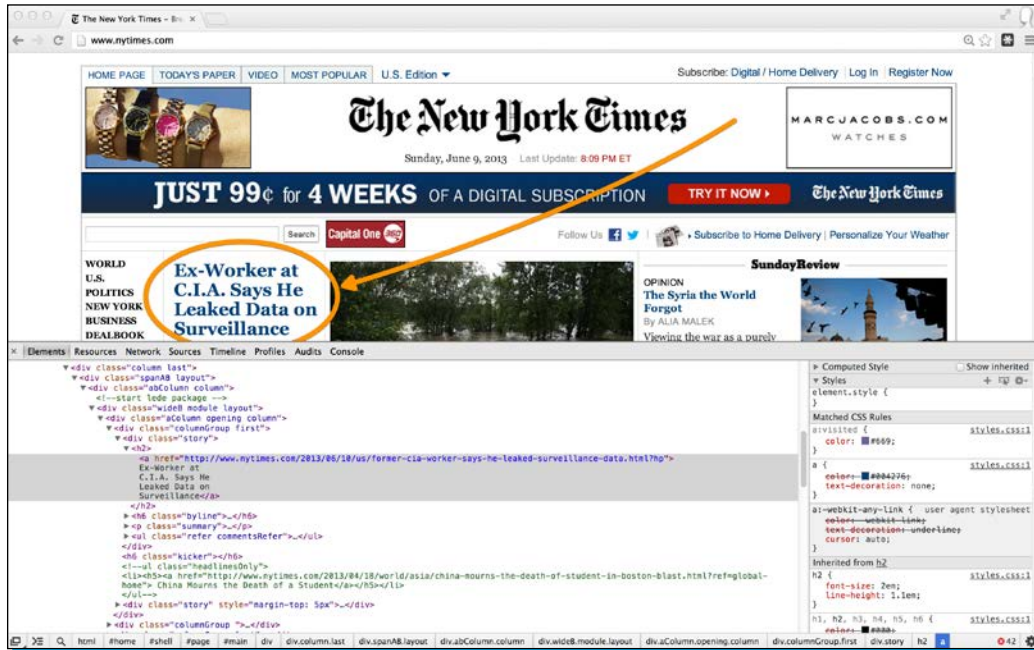 The New York Times – Bre
www.nytimes.com
HOME PAGE TODAY'S PAPER VIDEO MOST POPULAR U.S. Edition
Subscribe: Digital / Home Delivery Log In Register Now
The New York Times
Sunday, June 9, 2013 Last Update: 8:09 PM ET
MARCJACOBS.COM
WATCHES
JUST 99¢ for 4 WEEKS OF A DIGITAL SUBSCRIPTION TRY IT NOW The New York Times
Search Capital One 360 Follow Us Subscribe to Home Delivery | Personalize Your Weather
WORLD
U.S.
POLITICS
NEW YORK
BUSINESS
DEALBOOK
Ex-Worker at
C.I.A. Says He
Leaked Data on
Surveillance
SundayReview
OPINION
The Syria the World
Forgot
By ALIA MALEK
Viewing the war as a purely
× Elements Resources Network Sources Timeline Profiles Audits Console
<div class="column last">
<div class="spanAB layout">
<div class="abColumn column">
<!--start lede package -->
<div class="wideB module layout">
<div class="aColumn opening column">
<div class="columnGroup first">
<div class="story">
<h2>
<a href="http://www.nytimes.com/2013/06/10/us/former-cia-worker-says-he-leaked-surveillance-data.html?hp">
Ex-Worker at
C.I.A. Says He
Leaked Data on
Surveillance</a>
</h2>
<h6 class="byline">…</h6>
<p class="summary">…</p>
<ul class="refer commentsRefer">…</ul>
</div>
<h6 class="kicker"></h6>
<!--ul class="headlinesOnly">
<li><h5><a href="http://www.nytimes.com/2013/04/18/world/asia/china-mourns-the-death-of-student-in-boston-blast.html?ref=global-
home"> China Mourns the Death of a Student</a></h5></li>
</ul-->
<div class="story" style="margin-top: 5px">…</div>
</div>
<div class="columnGroup ">…</div>
Computed Style Show inherited
Styles
element.style {
}
Matched CSS Rules
a:visited { styles.css:1
color: #669;
}
a { styles.css:1
color: #004276;
text-decoration: none;
}
a:-webkit-any-link { user agent stylesheet
color: -webkit-link;
text-decoration: underline;
cursor: auto;
}
Inherited from h2
h2 { styles.css:1
font-size: 2em;
line-height: 1.1em;
}
h1, h2, h3, h4, h5, h6 { styles.css:1
color: #000;
html #home #shell #page #main div div.column.last div.spanAB.layout div.abColumn.column div.wideB.module.layout div.aColumn.opening.column div.columnGroup.first div.story h2 a 42